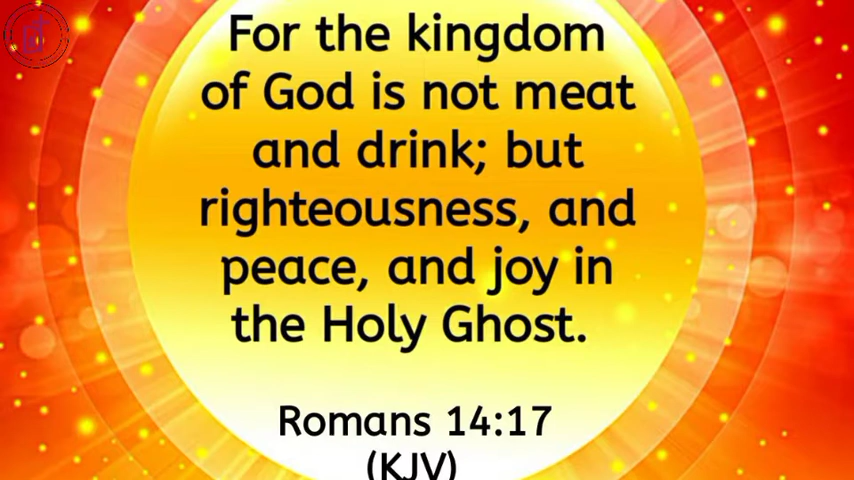 For the kingdom
of God is not meat
and drink; but
righteousness, and
peace, and joy in
the Holy Ghost.
Romans 14:17
(KJV)